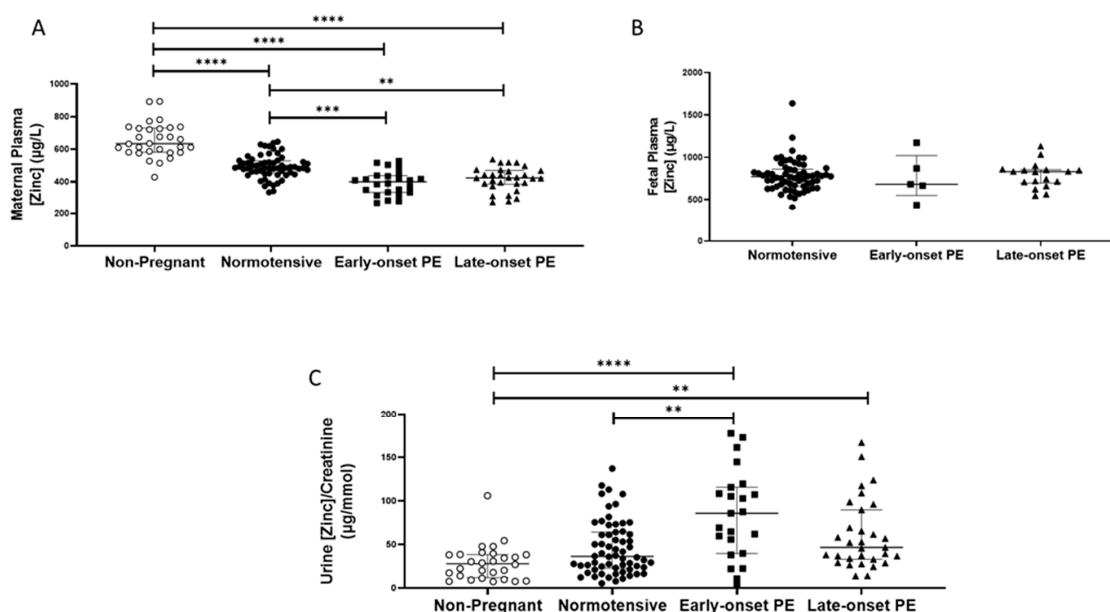 A
****
****
****
**
***
Maternal Plasma
[Zinc] (µg/L)
1000
800
600
400
200
0
Non-Pregnant Normotensive Early-onset PE Late-onset PE
B
Fetal Plasma
[Zinc] (µg/L)
2000
1500
1000
500
0
Normotensive Early-onset PE Late-onset PE
C
****
**
**
Urine [Zinc]/Creatinine
(µg/mmol)
200
150
100
50
0
Non-Pregnant Normotensive Early-onset PE Late-onset PE